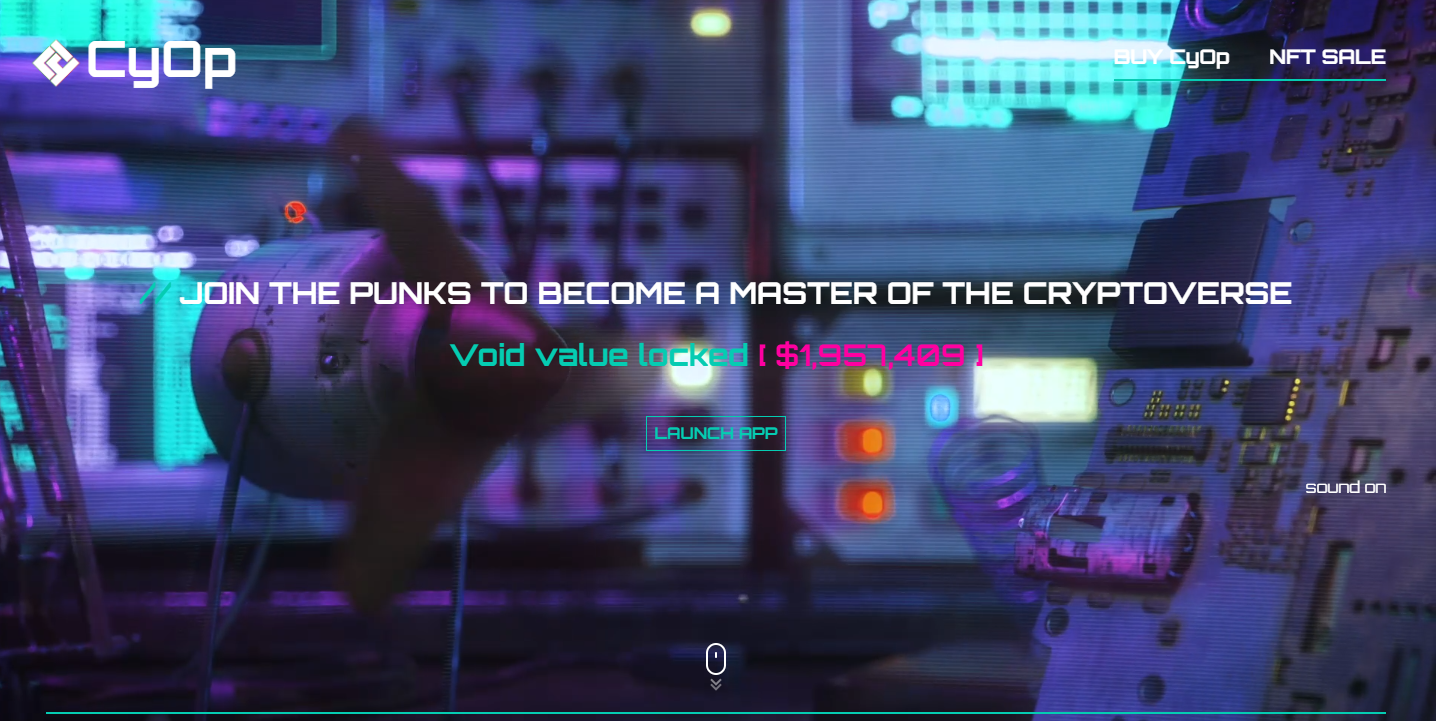 CyOp
BUY CyOp
NFT SALE
// JOIN THE PUNKS TO BECOME A MASTER OF THE CRYPTOVERSE
Void value locked [ $1,957,409 ]
LAUNCH APP
sound on